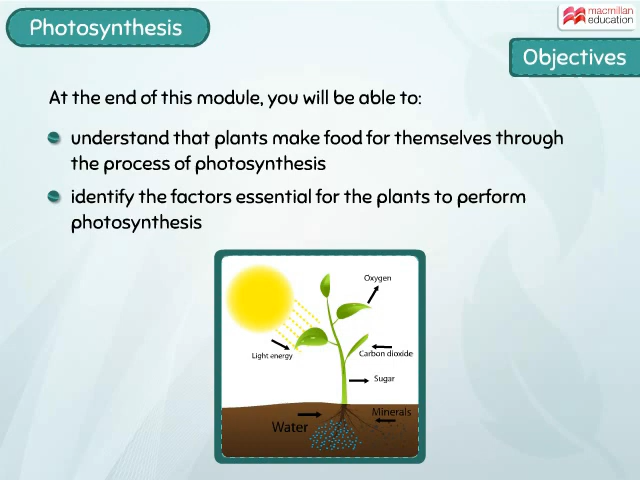 Photosynthesis
macmillan
education
Objectives
At the end of this module, you will be able to:
understand that plants make food for themselves through
the process of photosynthesis
identify the factors essential for the plants to perform
photosynthesis
Oxygen
Light energy
Carbon dioxide
Sugar
Minerals
Water